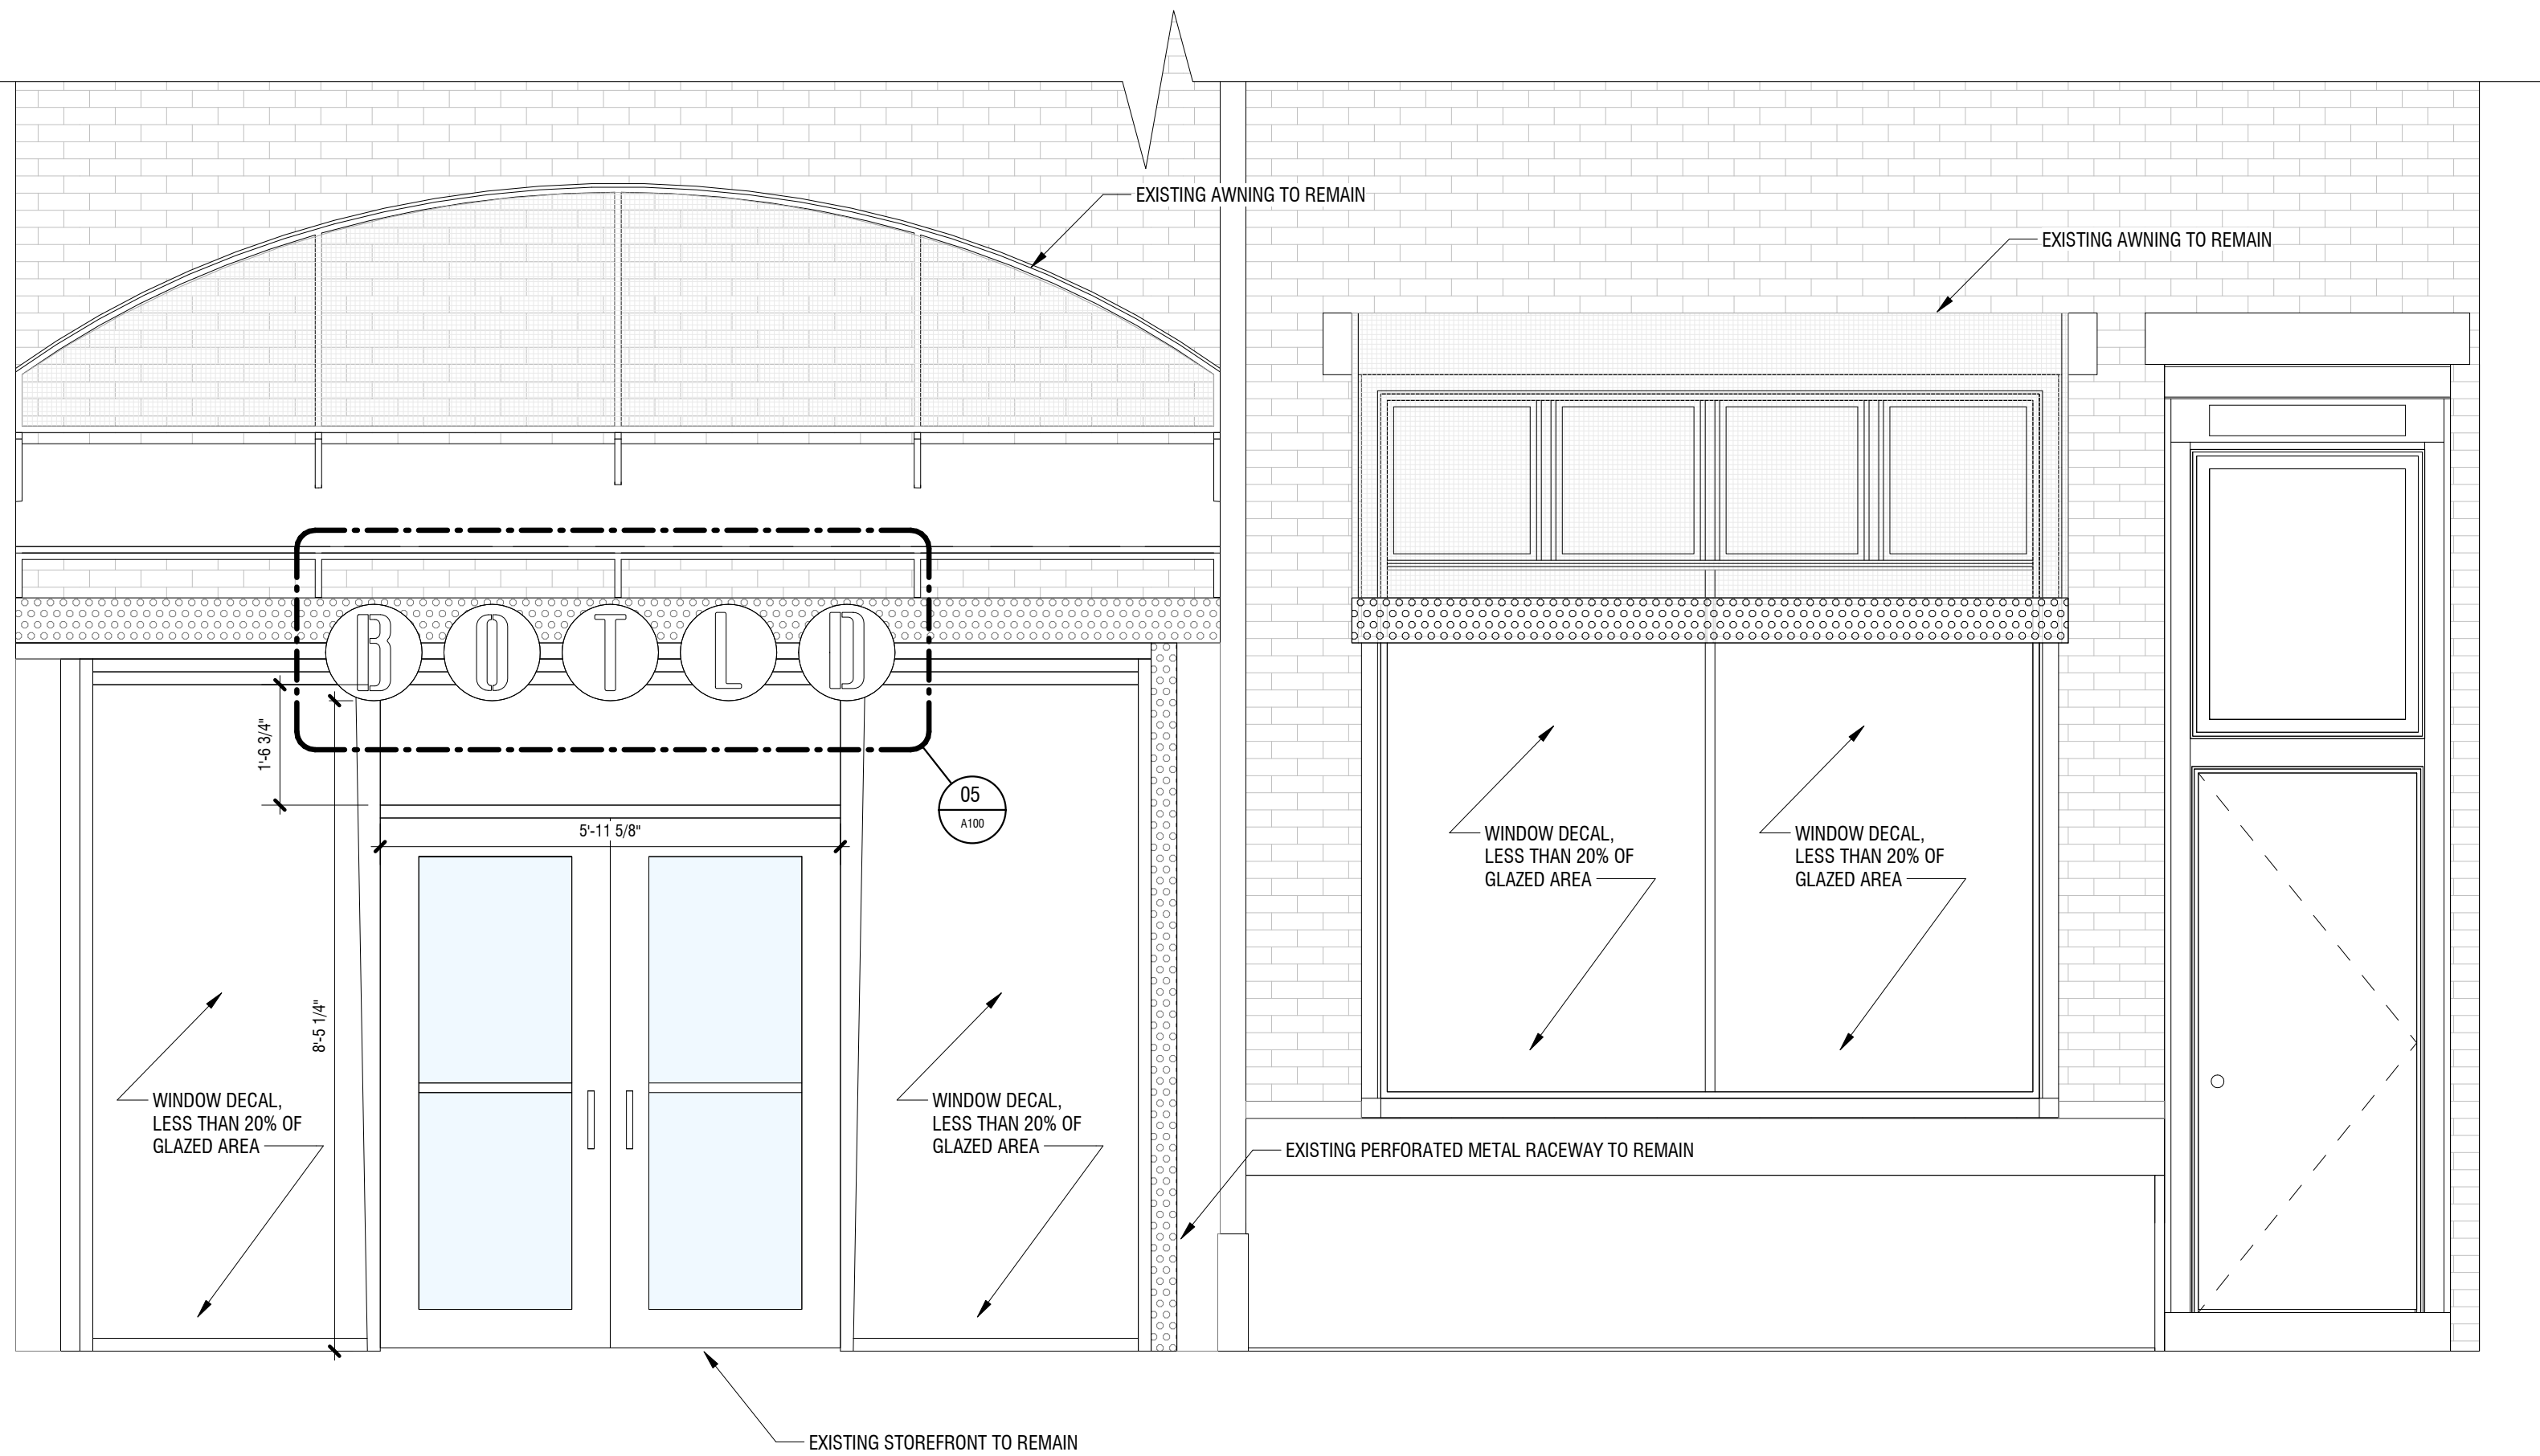 EXISTING AWNING TO REMAIN
EXISTING AWNING TO REMAIN
B O T L D
1'-6 3/4"
05
A100
5'-11 5/8"
8'-5 1/4"
WINDOW DECAL,
LESS THAN 20% OF
GLAZED AREA
WINDOW DECAL,
LESS THAN 20% OF
GLAZED AREA
WINDOW DECAL,
LESS THAN 20% OF
GLAZED AREA
WINDOW DECAL,
LESS THAN 20% OF
GLAZED AREA
EXISTING PERFORATED METAL RACEWAY TO REMAIN
EXISTING STOREFRONT TO REMAIN